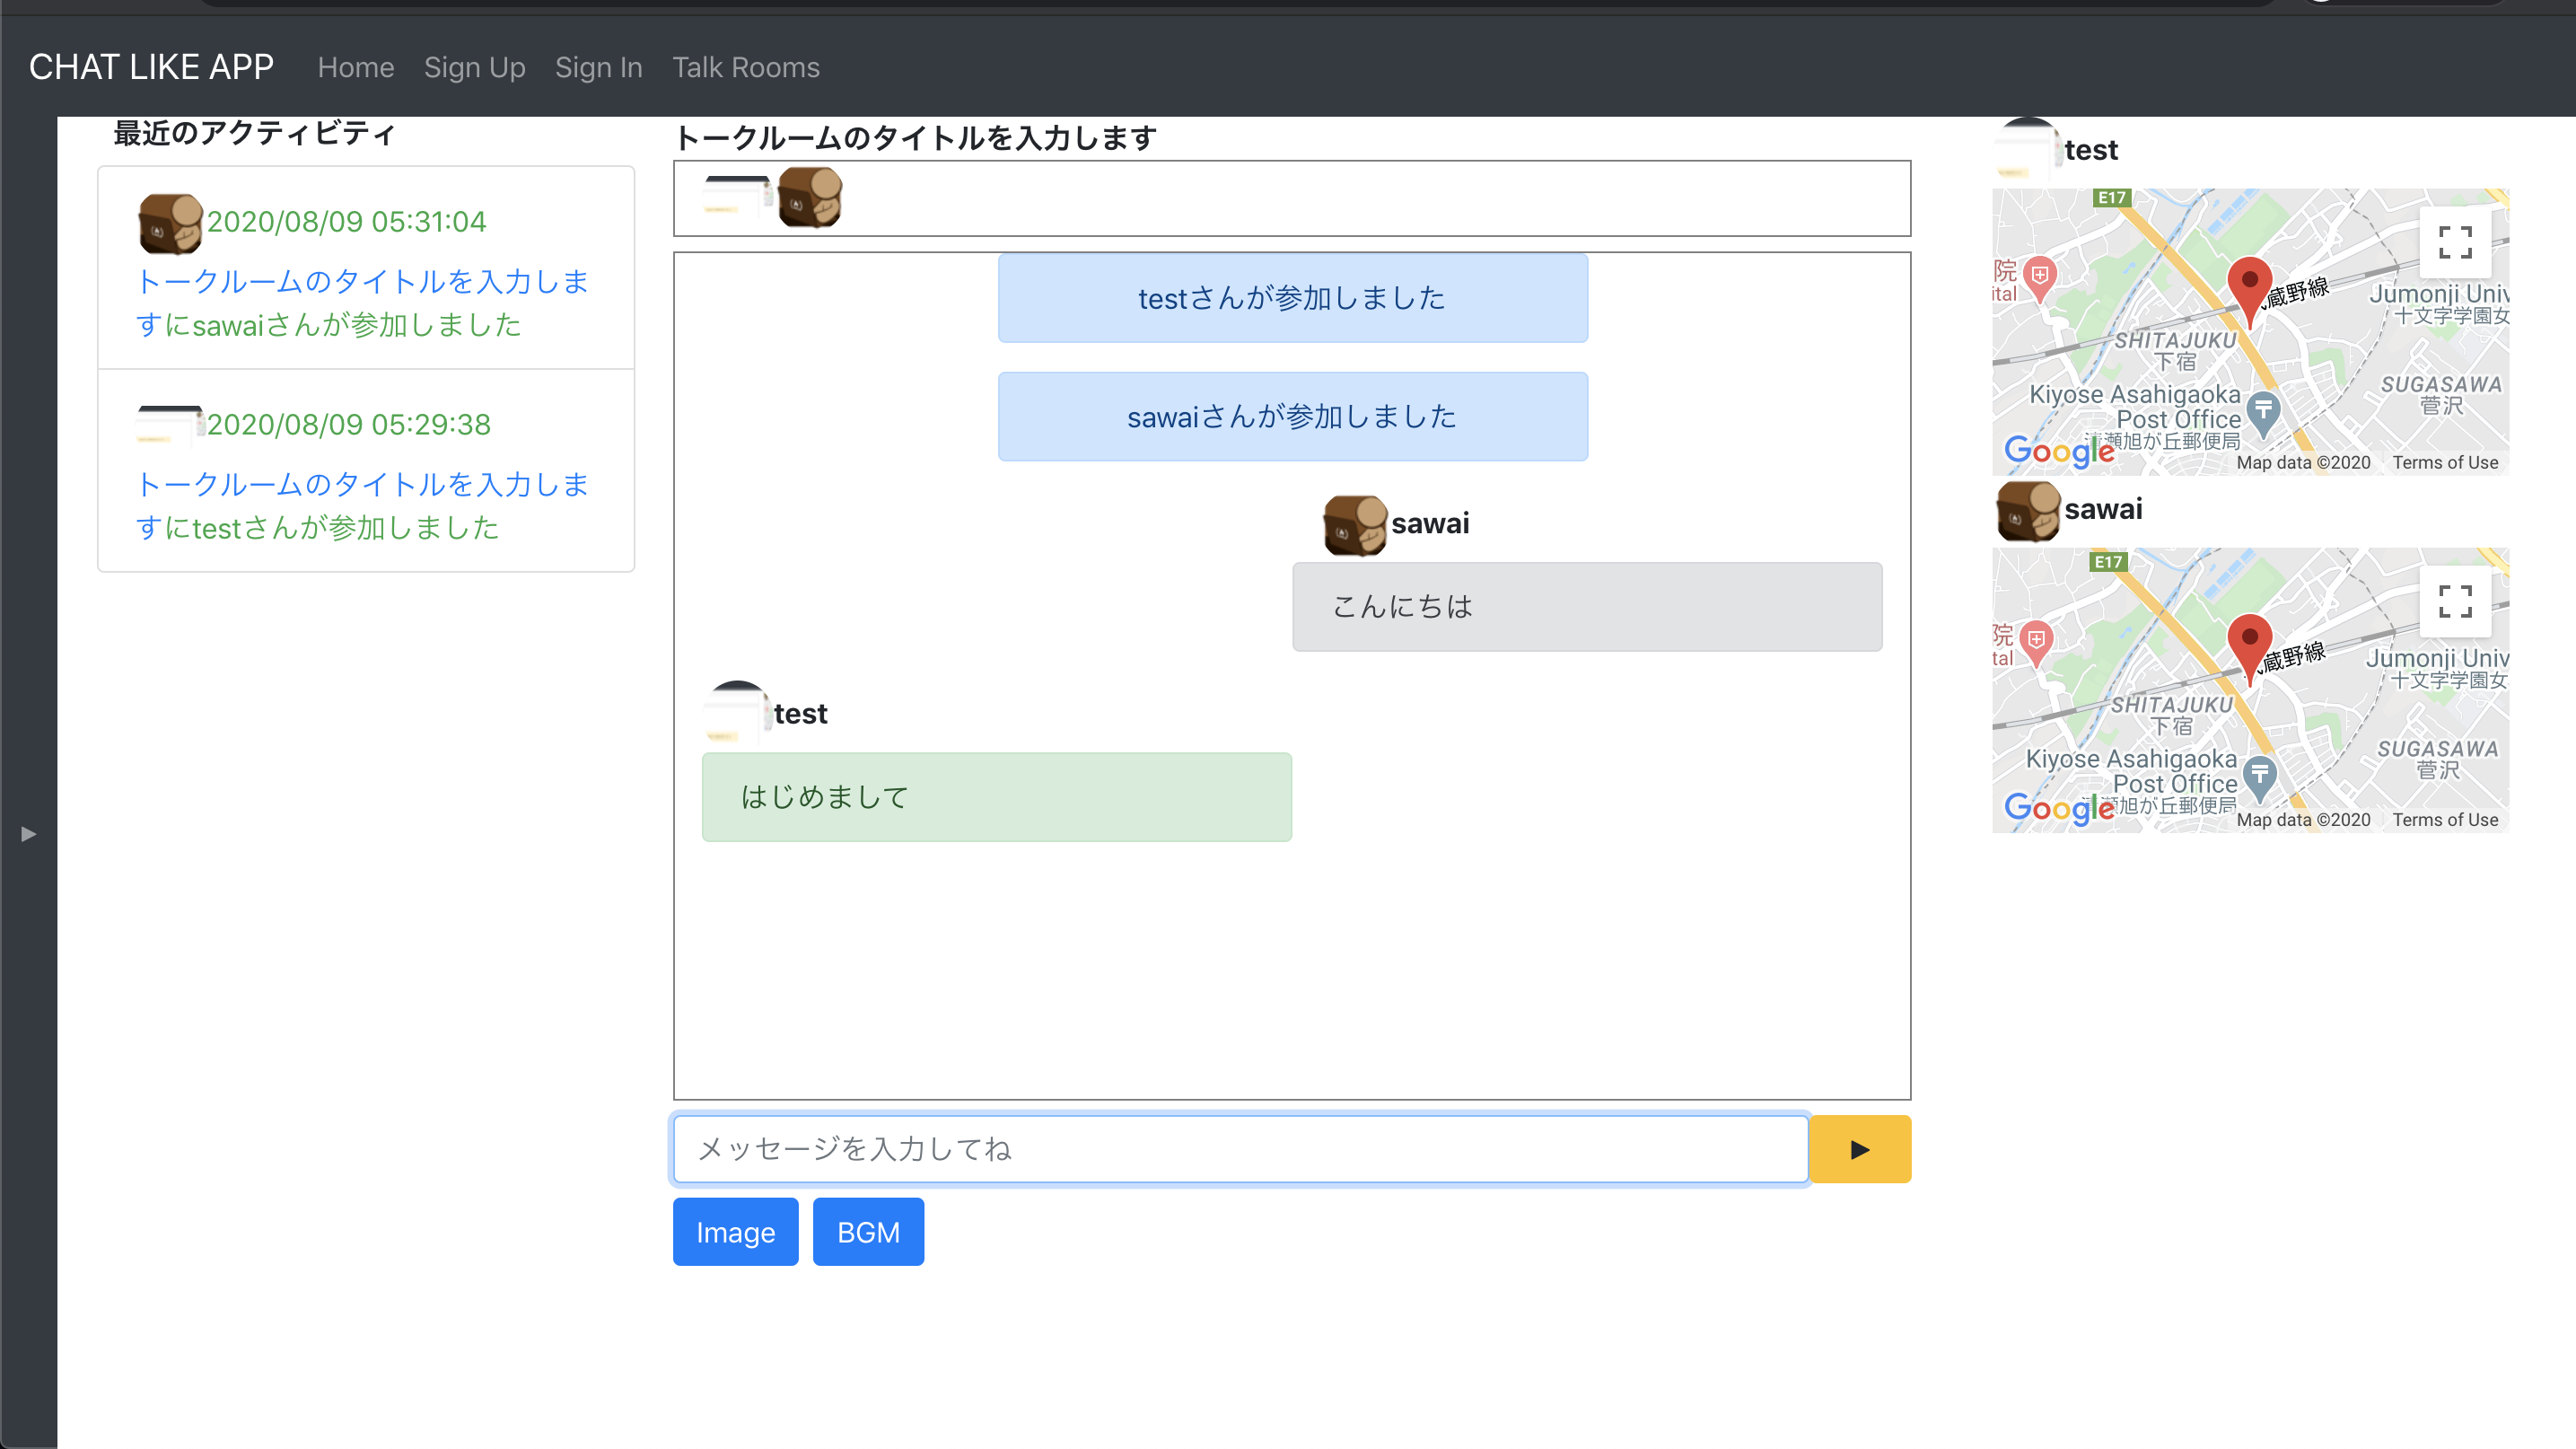 CHAT LIKE APP
Home
Sign Up
Sign In
Talk Rooms
最近のアクティビティ
2020/08/09 05:31:04
トークルームのタイトルを入力しま
すにsawaiさんが参加しました
2020/08/09 05:29:38
トークルームのタイトルを入力しま
すにtestさんが参加しました
トークルームのタイトルを入力します
testさんが参加しました
sawaiさんが参加しました
sawai
こんにちは
test
はじめまして
メッセージを入力してね
▶
Image
BGM
▶
test
E17
院
ital
蔵野線
Jumonji Univ
十文字学園女
SHITAJUKU
下宿
SUGASAWA
菅沢
Kiyose Asahigaoka
Post Office
瀬旭が丘郵便局
Google
Map data ©2020
Terms of Use
sawai
E17
院
tal
蔵野線
Jumonji Univ
十文字学園女
SHITAJUKU
下宿
SUGASAWA
菅沢
Kiyose Asahigaoka
Post Office
旭が丘郵便局
Google
Map data ©2020
Terms of Use